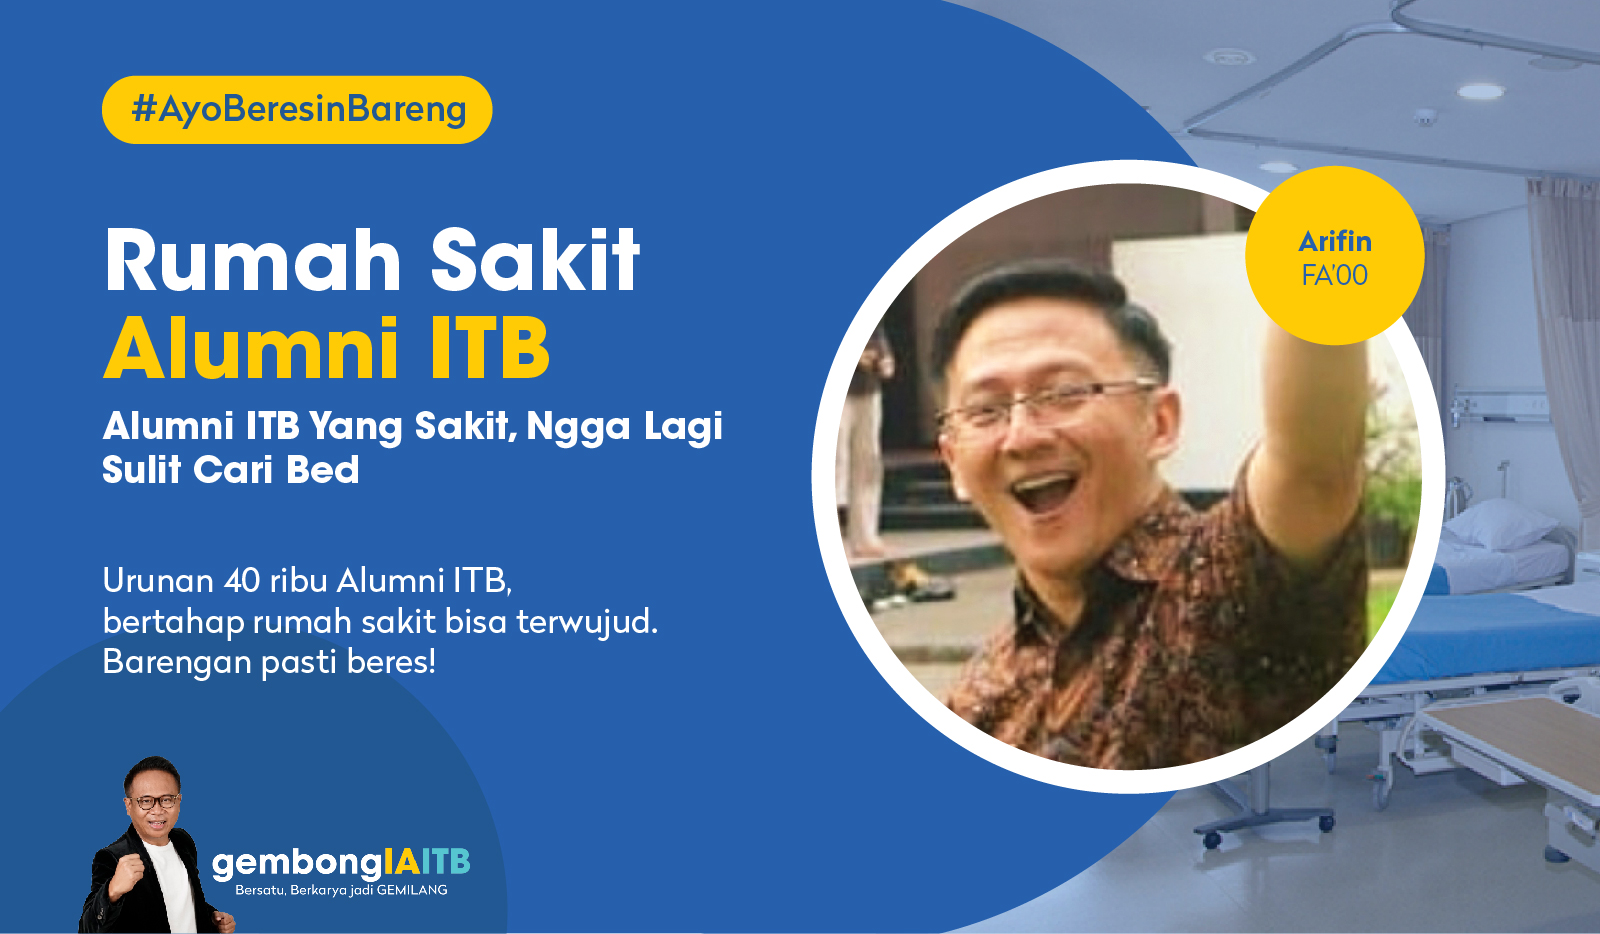 #AyoBeresinBareng
Rumah Sakit
Alumni ITB
Alumni ITB Yang Sakit, Ngga Lagi
Sulit Cari Bed
Urunan 40 ribu Alumni ITB,
bertahap rumah sakit bisa terwujud.
Barengan pasti beres!
Arifin
FA'00
gembongIAITB
Bersatu, Berkarya jadi GEMILANG